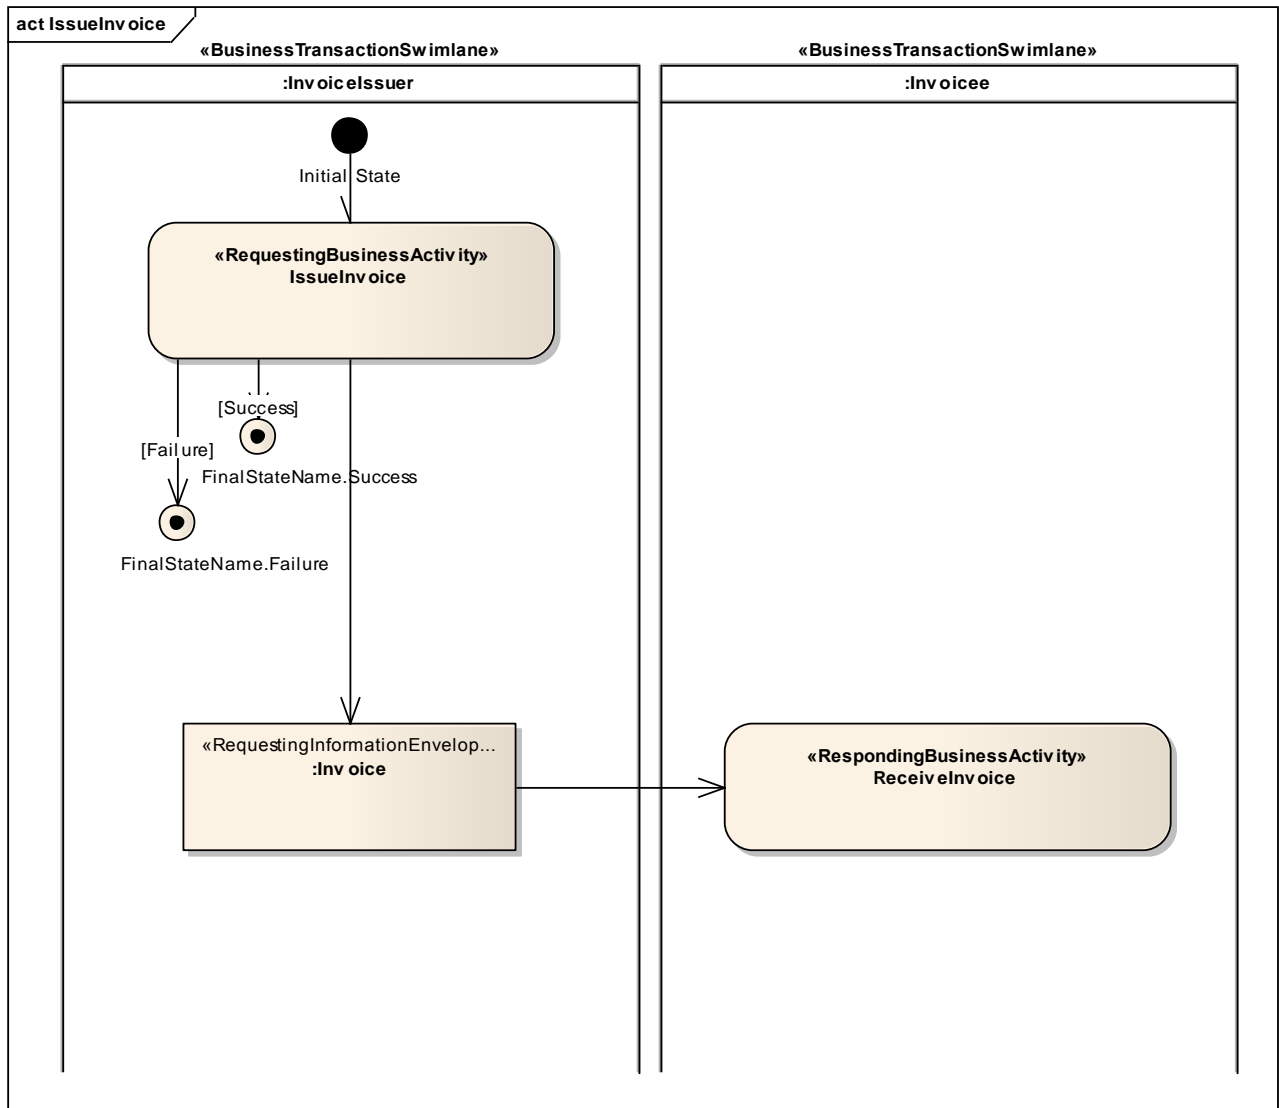 act IssueInvoice
«BusinessTransactionSwimlane»
:InvoiceIssuer
«BusinessTransactionSwimlane»
:Invoicee
Initial State
«RequestingBusinessActivity»
IssueInvoice
[Success]
[Failure]
FinalStateName.Success
FinalStateName.Failure
«RequestingInformationEnvelop...
:Invoice
«RespondingBusinessActivity»
ReceiveInvoice